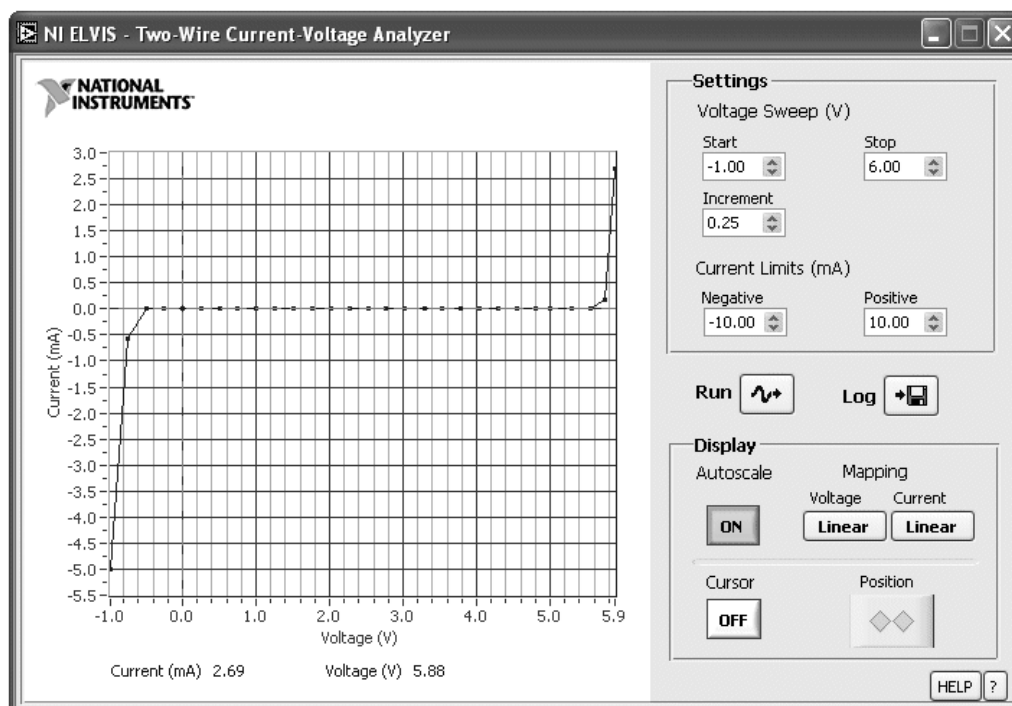 NI ELVIS - Two-Wire Current-Voltage Analyzer
NATIONAL
INSTRUMENTS
3.0
2.5
2.0
1.5
1.0
0.5
0.0
-0.5
-1.0
-1.5
-2.0
-2.5
-3.0
-3.5
-4.0
-4.5
-5.0
-5.5
Current (mA)
-1.0 0.0 1.0 2.0 3.0 4.0 5.0 5.9
Voltage (V)
Current (mA) 2.69 Voltage (V) 5.88
Settings
Voltage Sweep (V)
Start Stop
-1.00 6.00
Increment
0.25
Current Limits (mA)
Negative Positive
-10.00 10.00
Run Log
Display
Autoscale Mapping
Voltage Current
ON Linear Linear
Cursor Position
OFF
HELP ?